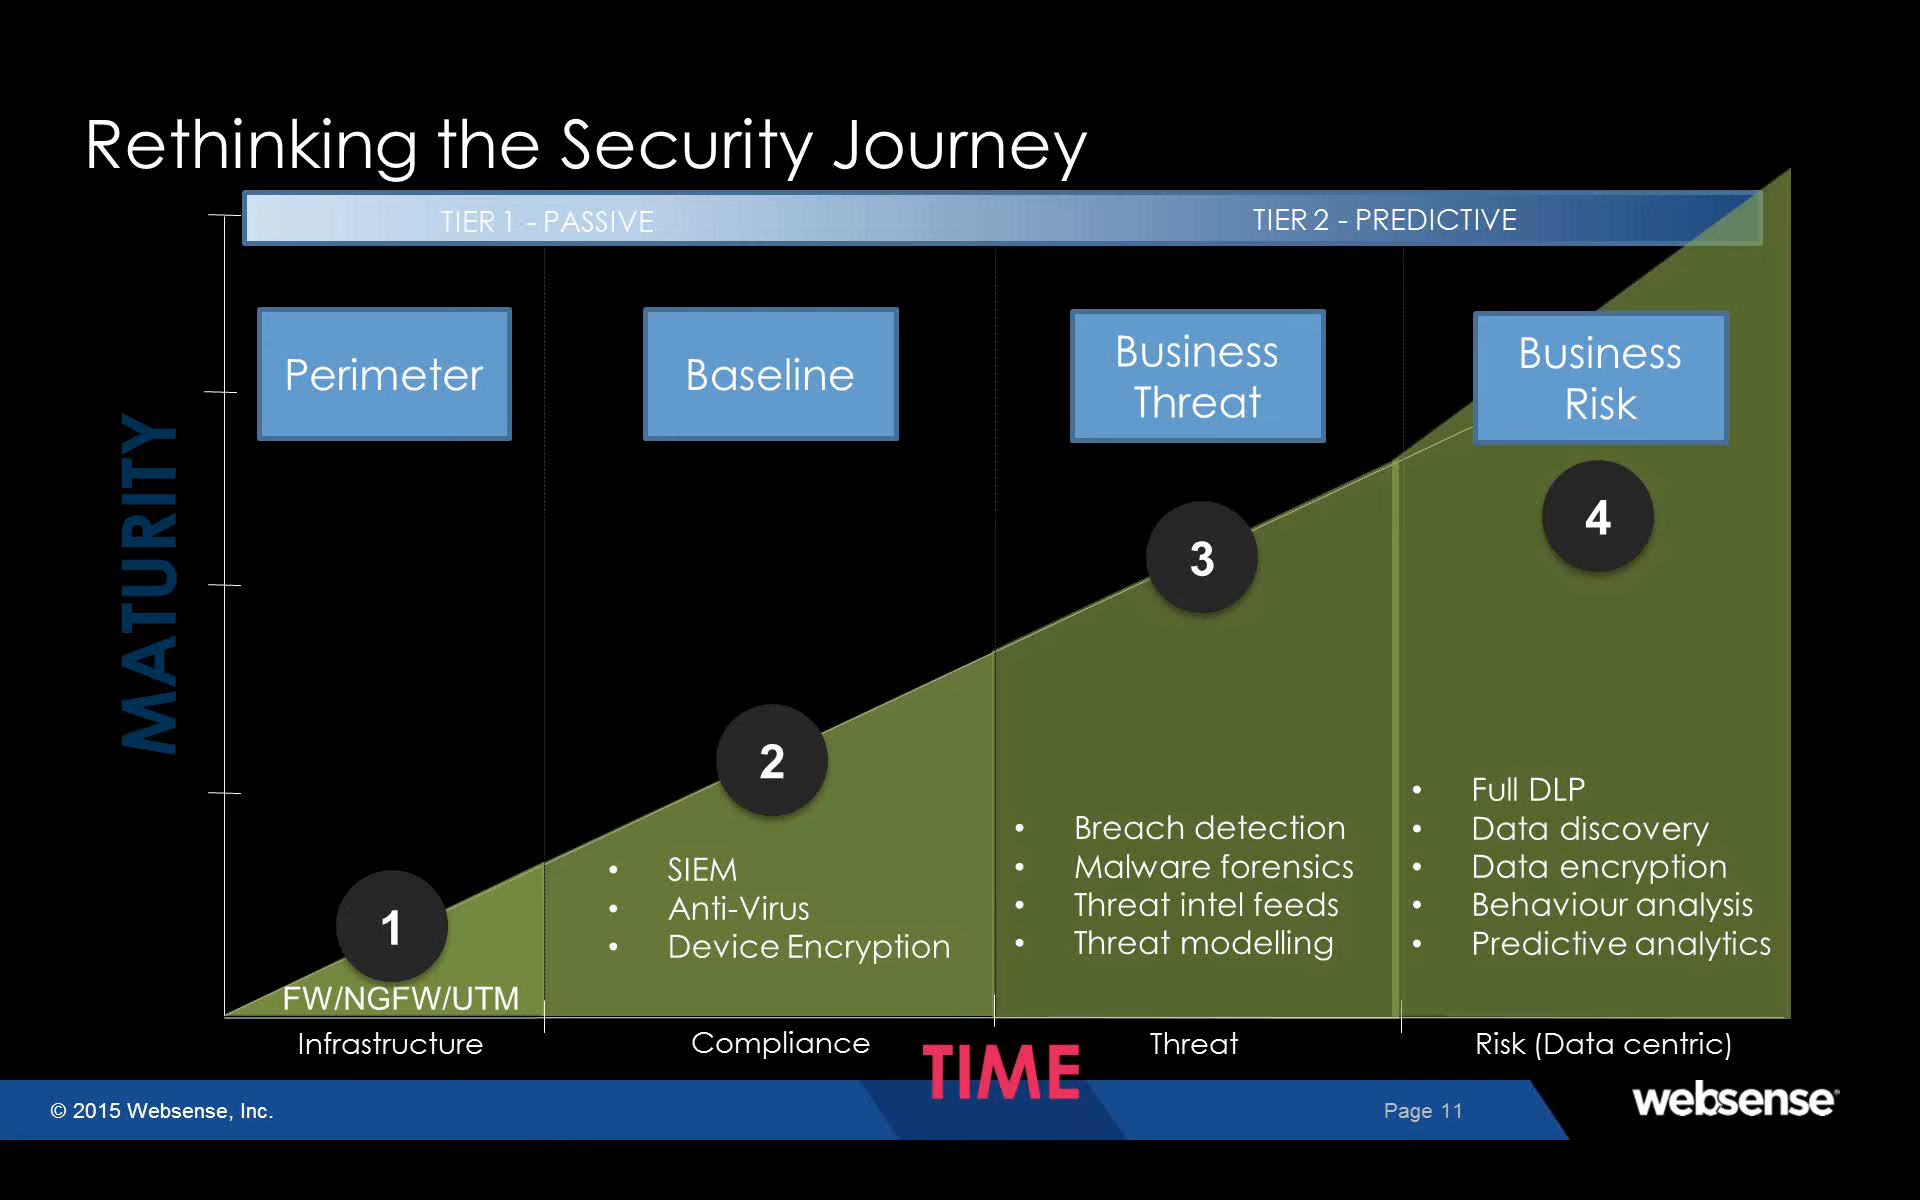 Rethinking the Security Journey
TIER 1 - PASSIVE
TIER 2 - PREDICTIVE
Perimeter
Baseline
Business
Threat
Business
Risk
MATURITY
1
2
3
4
FW/NGFW/UTM
• SIEM
• Anti-Virus
• Device Encryption
• Breach detection
• Malware forensics
• Threat intel feeds
• Threat modelling
• Full DLP
• Data discovery
• Data encryption
• Behaviour analysis
• Predictive analytics
Infrastructure
Compliance
Threat
Risk (Data centric)
TIME
© 2015 Websense, Inc.
Page 11
websense®